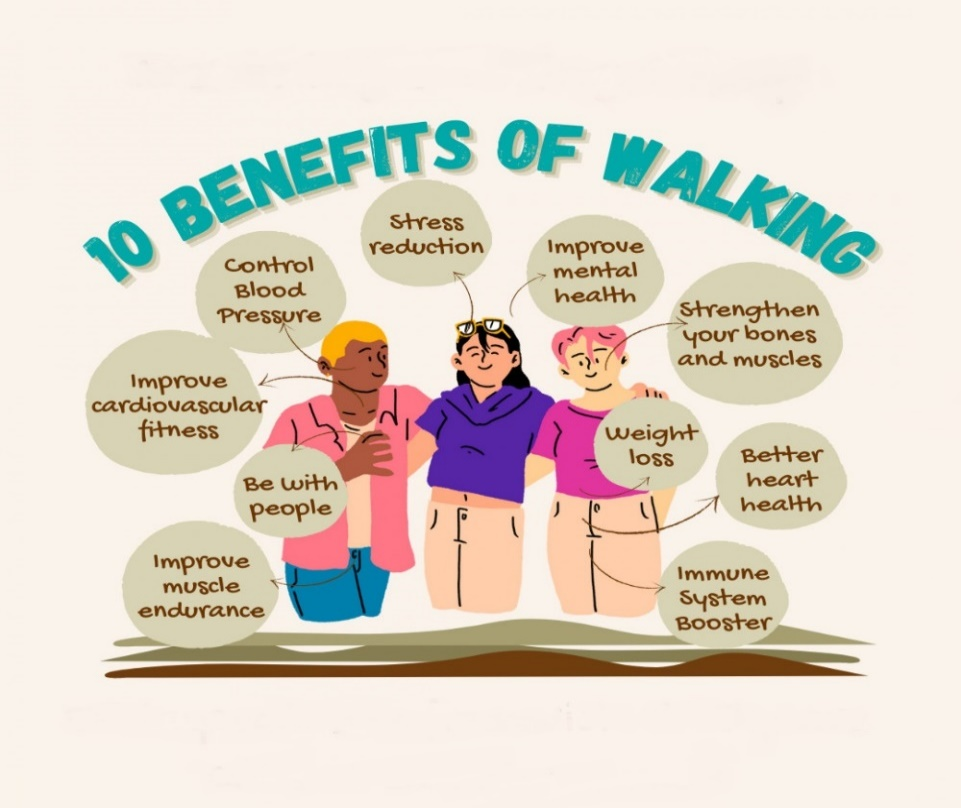 10 BENEFITS OF WALKING
Stress
reduction
Improve
mental
health
Control
Blood
Pressure
Strengthen
your bones
and muscles
Improve
cardiovascular
fitness
Weight
loss
Better
heart
health
Be with
people
Improve
muscle
endurance
Immune
System
Booster